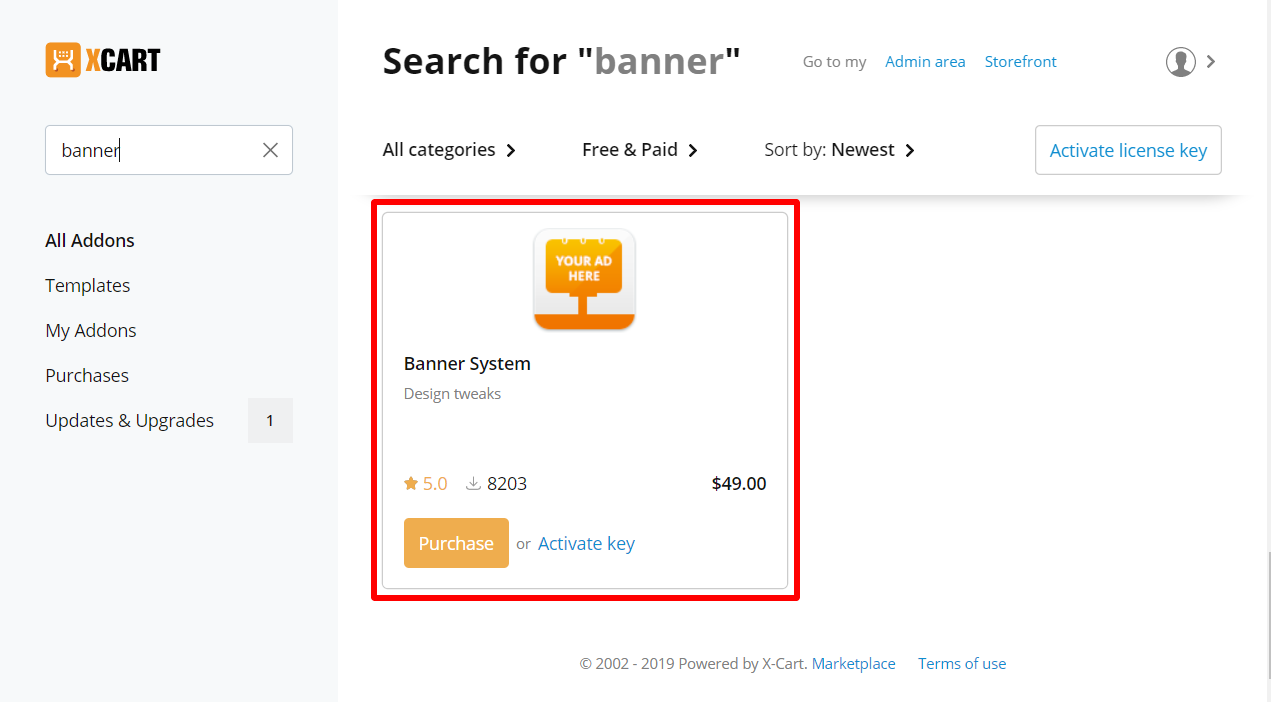 XCART
Search for "banner"
Go to my Admin area Storefront
banner
All categories Free & Paid Sort by: Newest Activate license key
All Addons
Templates
My Addons
Purchases
Updates & Upgrades 1
YOUR AD
HERE
Banner System
Design tweaks
5.0 8203 $49.00
Purchase or Activate key
© 2002 - 2019 Powered by X-Cart. Marketplace Terms of use